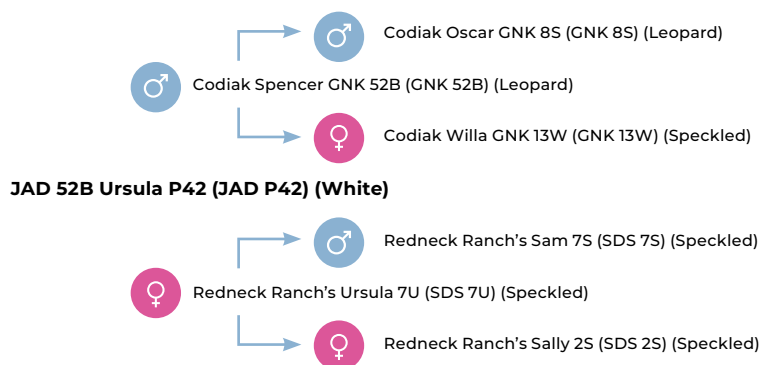 Codiak Oscar GNK 8S (GNK 8S) (Leopard)
Codiak Spencer GNK 52B (GNK 52B) (Leopard)
Codiak Willa GNK 13W (GNK 13W) (Speckled)
JAD 52B Ursula P42 (JAD P42) (White)
Redneck Ranch’s Sam 7S (SDS 7S) (Speckled)
Redneck Ranch’s Ursula 7U (SDS 7U) (Speckled)
Redneck Ranch’s Sally 2S (SDS 2S) (Speckled)